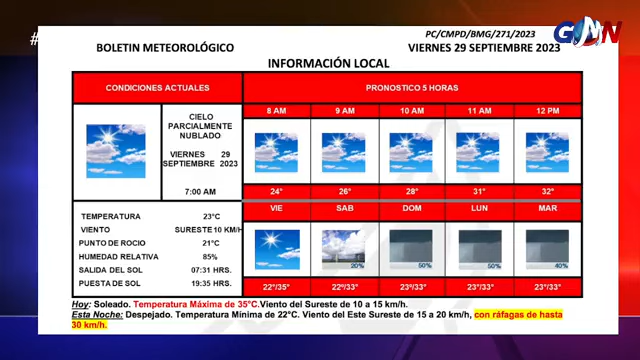 #
PC/CMPD/BMG/271/2023
GNN
BOLETIN METEOROLÓGICO
VIERNES 29 SEPTIEMBRE 2023
INFORMACIÓN LOCAL
CONDICIONES ACTUALES
PRONOSTICO 5 HORAS
8 AM 9 AM 10 AM 11 AM 12 PM
CIELO
PARCIALMENTE
NUBLADO
VIERNES 29
SEPTIEMBRE 2023
7:00 AM
24° 26° 28° 31° 32°
VIE SAB DOM LUN MAR
20% 50% 50% 40%
22°/35° 22º/33° 23°/33° 23°/33° 23°/33°
TEMPERATURA 23°C
VIENTO SURESTE 10 KM/H
PUNTO DE ROCIO 21°C
HUMEDAD RELATIVA 85%
SALIDA DEL SOL 07:31 HRS.
PUESTA DE SOL 19:35 HRS.
Hoy: Soleado. Temperatura Máxima de 35°C.Viento del Sureste de 10 a 15 km/h.
Esta Noche: Despejado. Temperatura Mínima de 22°C. Viento del Este Sureste de 15 a 20 km/h, con ráfagas de hasta
30 km/h.